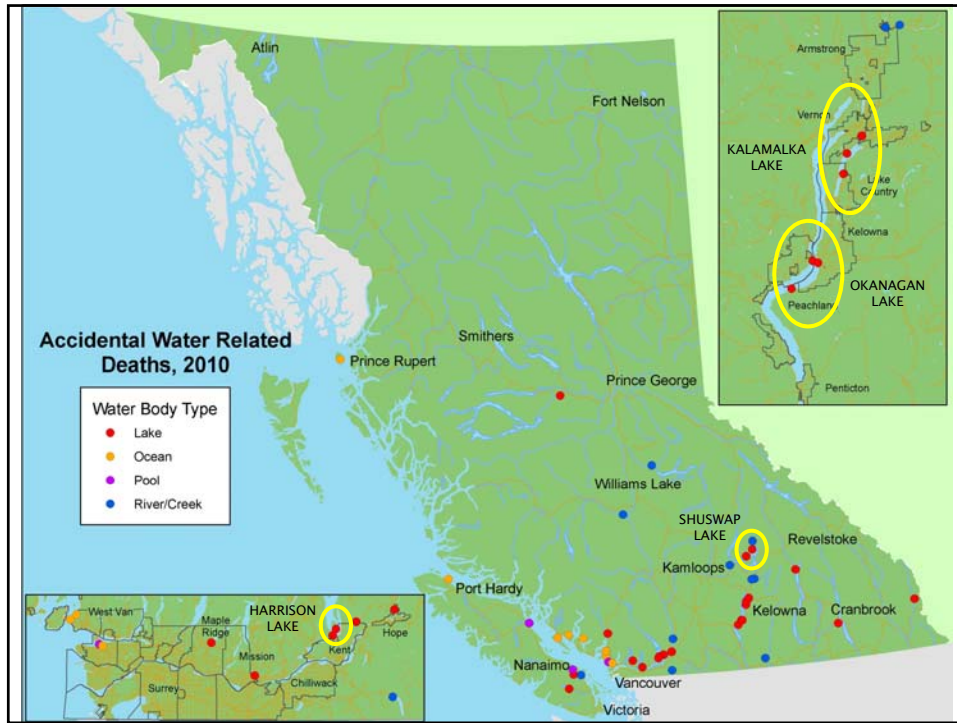 Atlin
Fort Nelson
Smithers
Prince Rupert
Prince George
Williams Lake
SHUSWAP
LAKE
Revelstoke
Kamloops
Port Hardy
Kelowna
Cranbrook
Nanaimo
Vancouver
Victoria
Accidental Water Related
Deaths, 2010
Water Body Type
Lake
Ocean
Pool
River/Creek
Armstrong
Vernon
KALAMALKA
LAKE
Lake
Country
Kelowna
OKANAGAN
LAKE
Peachland
Penticton
West Van
Maple
Ridge
HARRISON
LAKE
Hope
Kent
Mission
Surrey
Chilliwack